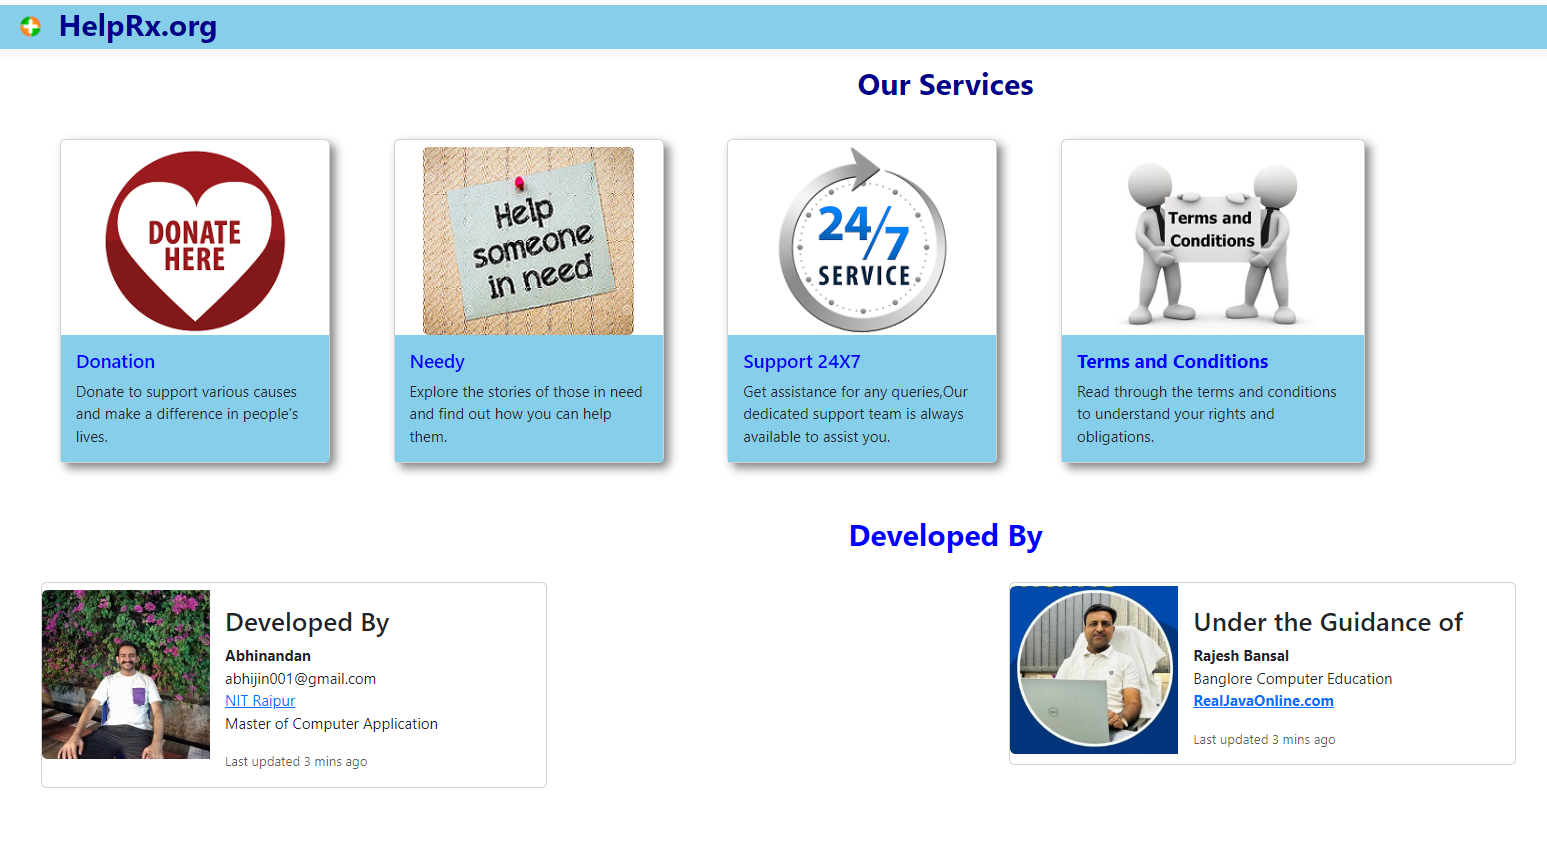 HelpRx.org
Our Services
DONATE
HERE
Help
someone
in need
24/7
SERVICE
Terms and
Conditions
Donation
Donate to support various causes
and make a difference in people's
lives.
Needy
Explore the stories of those in need
and find out how you can help
them.
Support 24X7
Get assistance for any queries,Our
dedicated support team is always
available to assist you.
Terms and Conditions
Read through the terms and conditions
to understand your rights and
obligations.
Developed By
Developed By
Abhinandan
abhijin001@gmail.com
NIT Raipur
Master of Computer Application
Last updated 3 mins ago
Under the Guidance of
Rajesh Bansal
Banglore Computer Education
RealJavaOnline.com
Last updated 3 mins ago